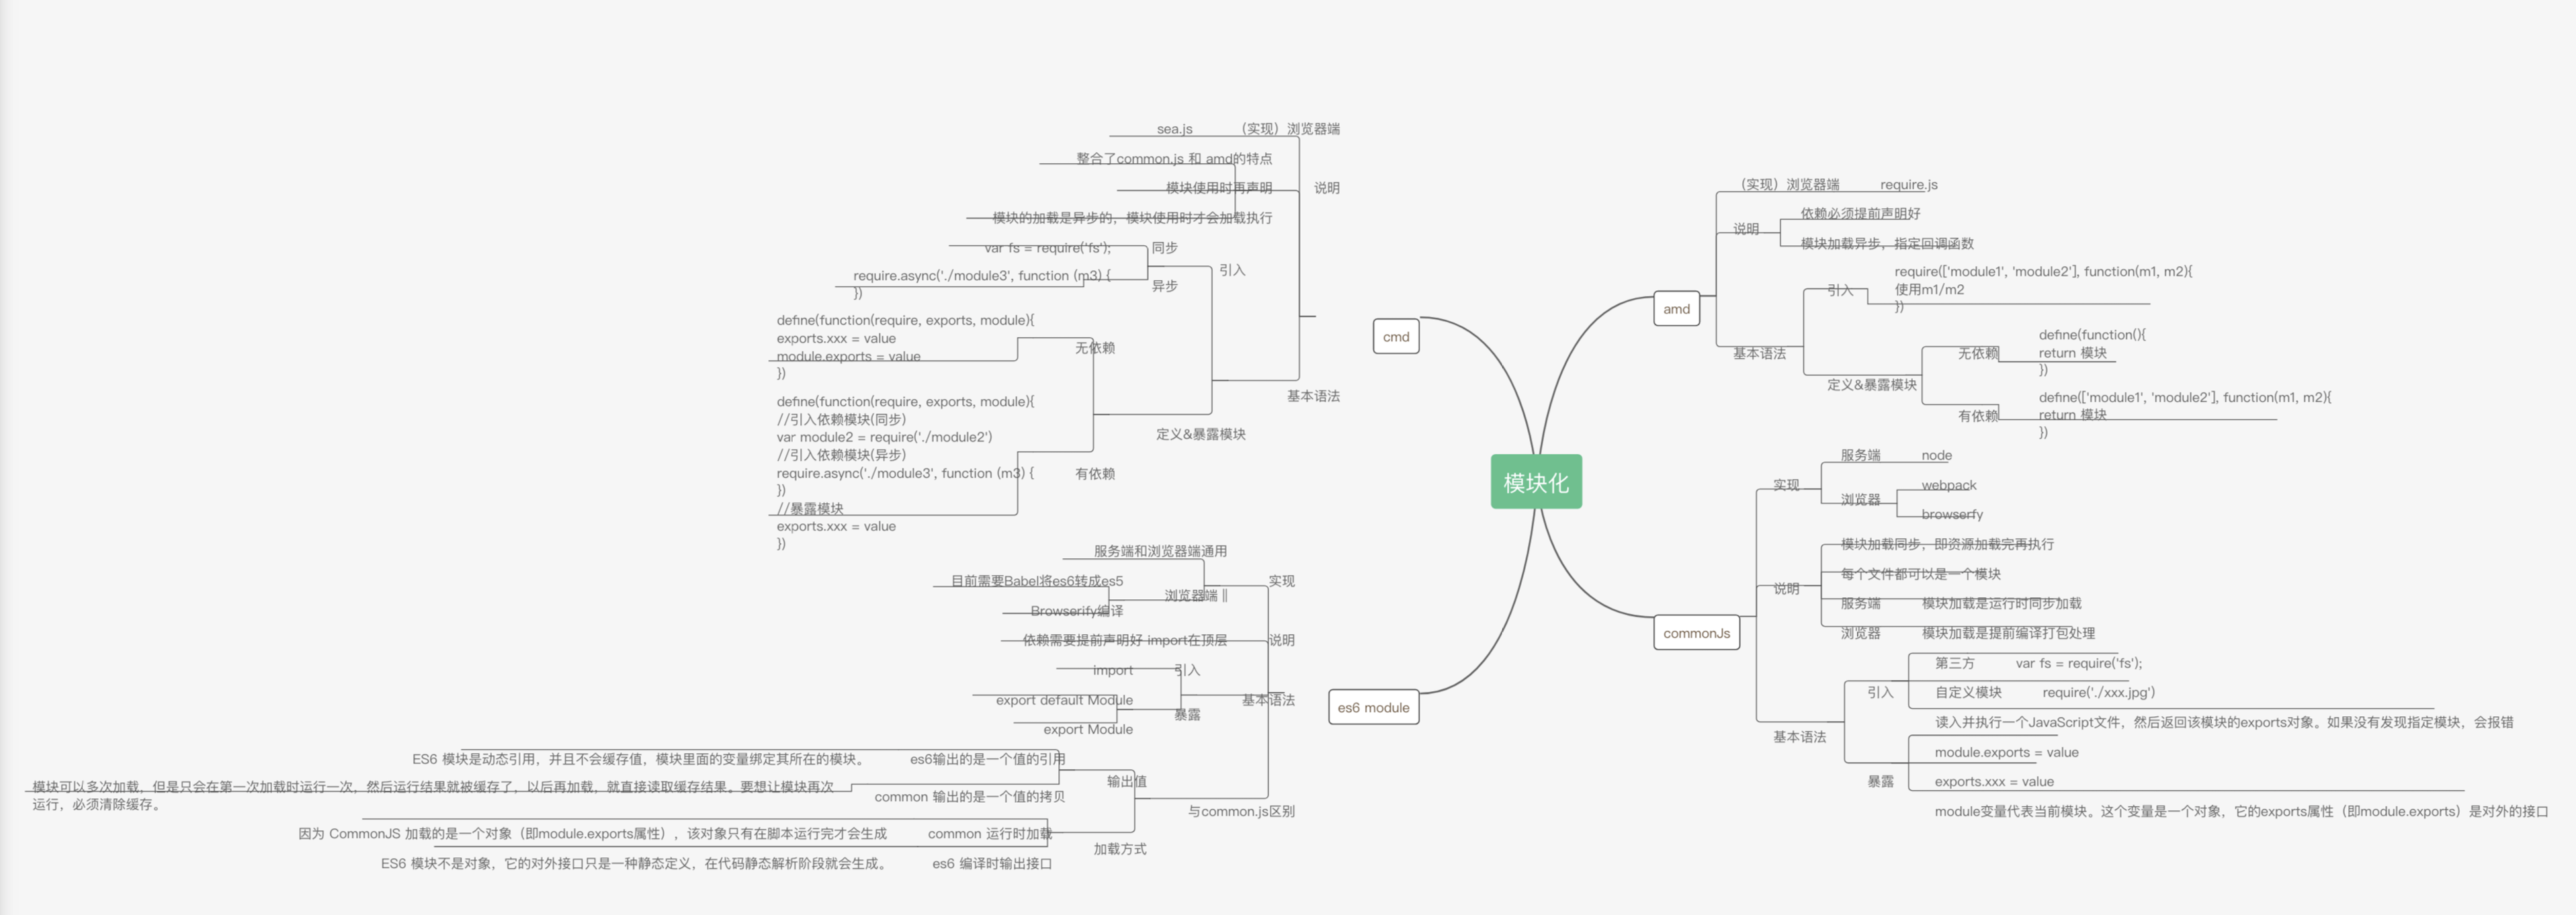 模块化
amd
（实现）浏览器端 require.js
说明
依赖必须提前声明好
模块加载异步，指定回调函数
基本语法
引入
require(['module1', 'module2'], function(m1, m2){
使用m1/m2
})
定义&暴露模块
无依赖
define(function(){
return 模块
})
有依赖
define(['module1', 'module2'], function(m1, m2){
return 模块
})
commonJs
实现
服务端 node
浏览器
webpack
browserfy
说明
模块加载同步，即资源加载完再执行
每个文件都可以是一个模块
服务端 模块加载是运行时同步加载
浏览器 模块加载是提前编译打包处理
基本语法
引入
第三方 var fs = require('fs');
自定义模块 require('./xxx.jpg')
读入并执行一个JavaScript文件，然后返回该模块的exports对象。如果没有发现指定模块，会报错
暴露
module.exports = value
exports.xxx = value
module变量代表当前模块。这个变量是一个对象，它的exports属性（即module.exports）是对外的接口
cmd
（实现）浏览器端 sea.js
说明
整合了common.js 和 amd的特点
模块使用时再声明
模块的加载是异步的，模块使用时才会加载执行
基本语法
引入
同步
var fs = require('fs');
异步
require.async('./module3', function (m3) {
})
定义&暴露模块
无依赖
define(function(require, exports, module){
exports.xxx = value
module.exports = value
})
有依赖
define(function(require, exports, module){
//引入依赖模块(同步)
var module2 = require('./module2')
//引入依赖模块(异步)
require.async('./module3', function (m3) {
})
//暴露模块
exports.xxx = value
})
es6 module
实现
服务端和浏览器端通用
浏览器端 ||
目前需要Babel将es6转成es5
Browserify编译
说明
依赖需要提前声明好 import在顶层
基本语法
引入
import
暴露
export default Module
export Module
与common.js区别
输出值
es6输出的是一个值的引用
ES6 模块是动态引用，并且不会缓存值，模块里面的变量绑定其所在的模块。
common 输出的是一个值的拷贝
模块可以多次加载，但是只会在第一次加载时运行一次，然后运行结果就被缓存了，以后再加载，就直接读取缓存结果。要想让模块再次
运行，必须清除缓存。
加载方式
common 运行时加载
因为 CommonJS 加载的是一个对象（即module.exports属性），该对象只有在脚本运行完才会生成
es6 编译时输出接口
ES6 模块不是对象，它的对外接口只是一种静态定义，在代码静态解析阶段就会生成。